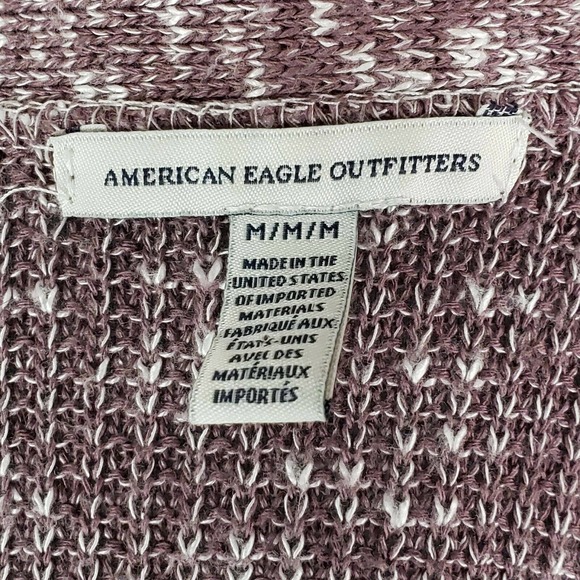 AMERICAN EAGLE OUTFITTERS
M/M/M
MADE IN THE
UNITED STATES
OF IMPORTED
MATERIALS
FABRIQUÉ AUX
ÉTATS-UNIS
AVEC DES
MATÉRIAUX
IMPORTÉS